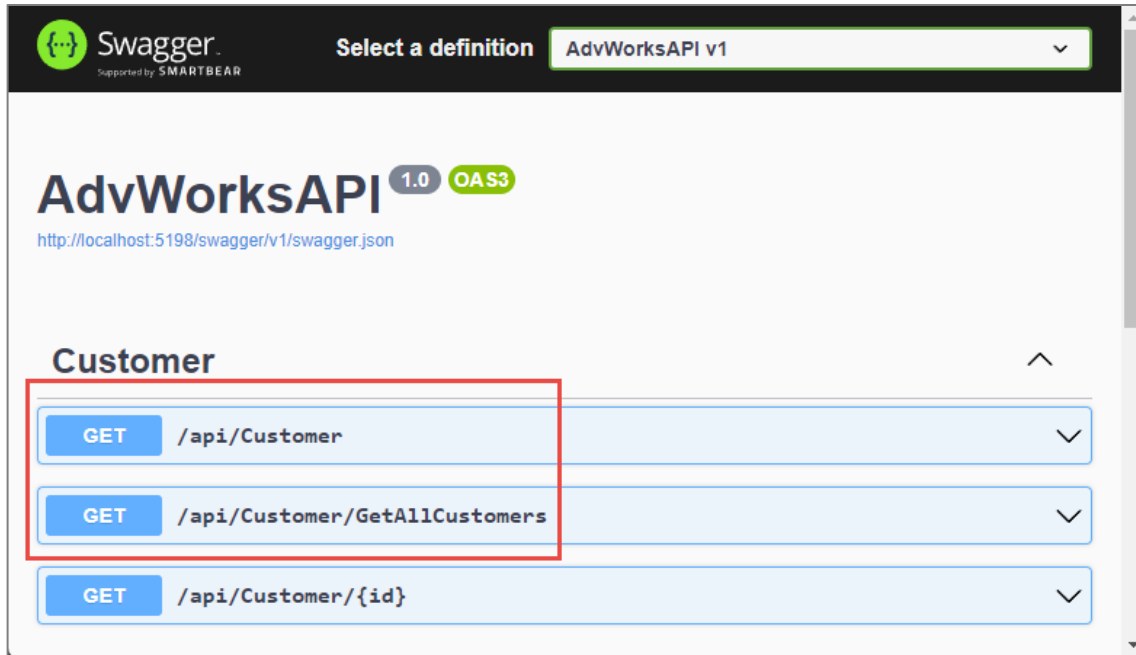 {···} Swagger.
Supported by SMARTBEAR
Select a definition
AdvWorksAPI v1
AdvWorksAPI 1.0 OAS3
http://localhost:5198/swagger/v1/swagger.json
Customer
GET /api/Customer
GET /api/Customer/GetAllCustomers
GET /api/Customer/{id}